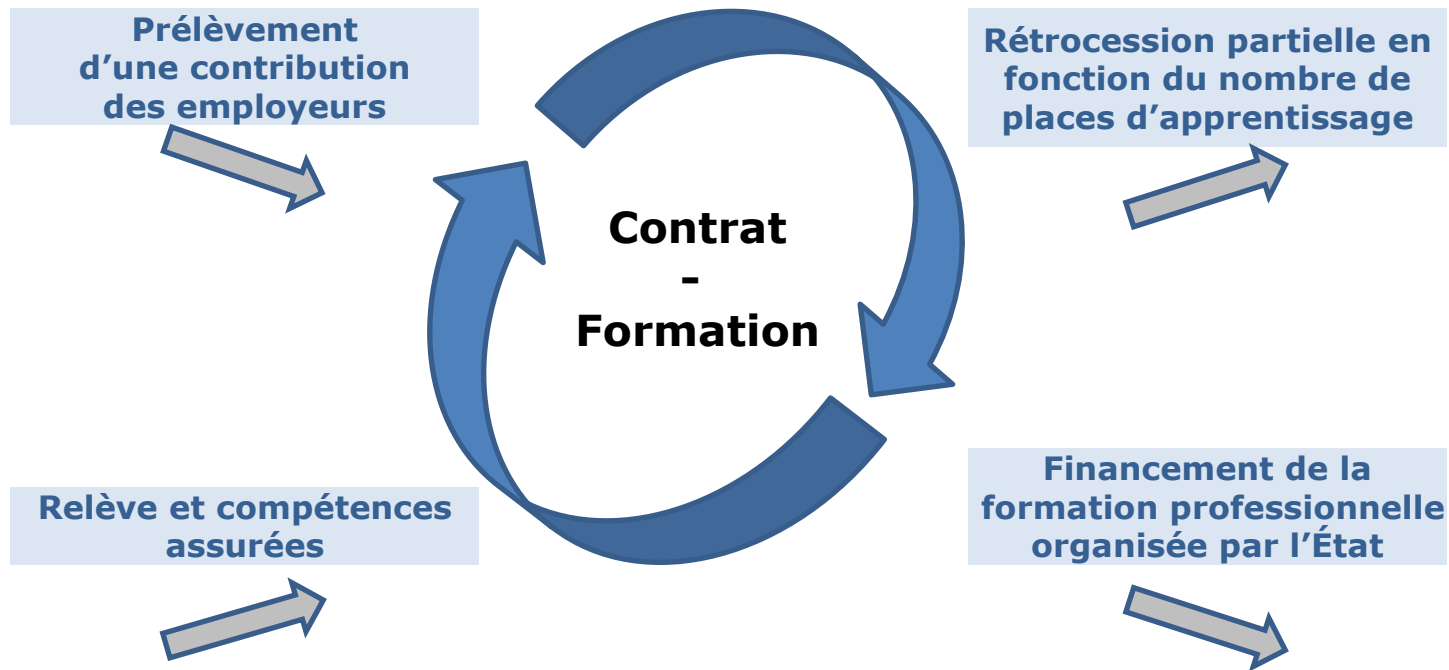 Prélèvement
d’une contribution
des employeurs
Rétrocession partielle en
fonction du nombre de
places d’apprentissage
Contrat
-
Formation
Relève et compétences
assurées
Financement de la
formation professionnelle
organisée par l’État